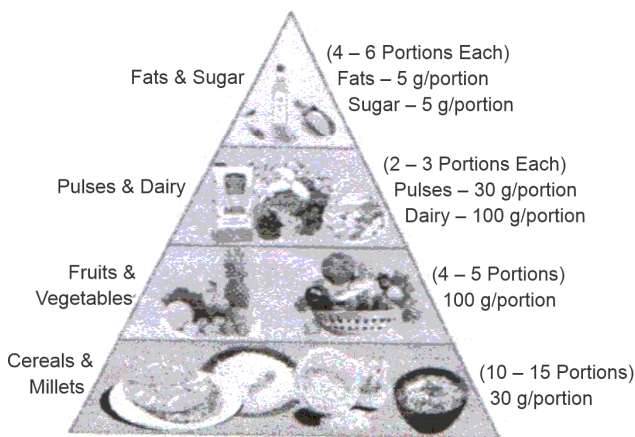 Fats & Sugar
(4 – 6 Portions Each)
Fats – 5 g/portion
Sugar – 5 g/portion
Pulses & Dairy
(2 – 3 Portions Each)
Pulses – 30 g/portion
Dairy – 100 g/portion
Fruits &
Vegetables
(4 – 5 Portions)
100 g/portion
Cereals &
Millets
(10 – 15 Portions)
30 g/portion